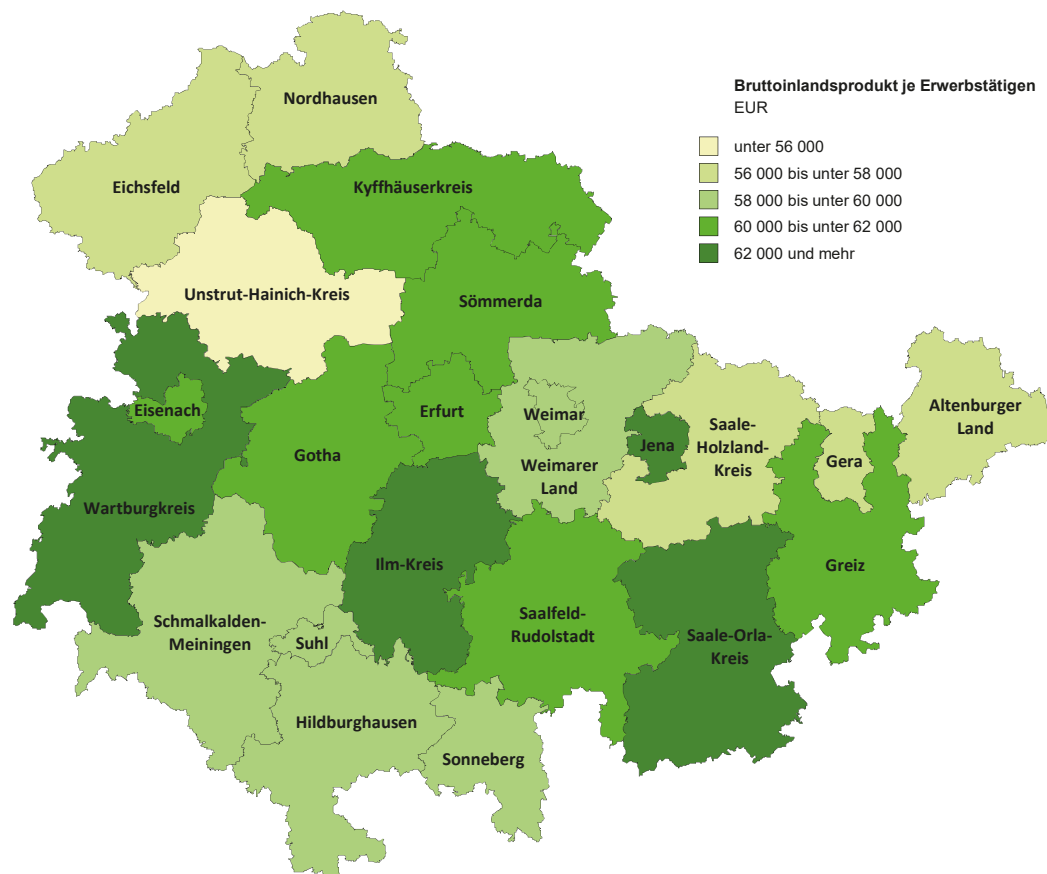 Bruttoinlandsprodukt je Erwerbstätigen
EUR
unter 56 000
56 000 bis unter 58 000
58 000 bis unter 60 000
60 000 bis unter 62 000
62 000 und mehr
Nordhausen
Eichsfeld
Kyffhäuserkreis
Unstrut-Hainich-Kreis
Sömmerda
Eisenach
Erfurt
Weimar
Altenburger
Land
Gotha
Jena
Saale-
Holzland-
Kreis
Gera
Weimarer
Land
Wartburgkreis
Ilm-Kreis
Greiz
Schmalkalden-
Meiningen
Suhl
Saalfeld-
Rudolstadt
Saale-Orla-
Kreis
Hildburghausen
Sonneberg